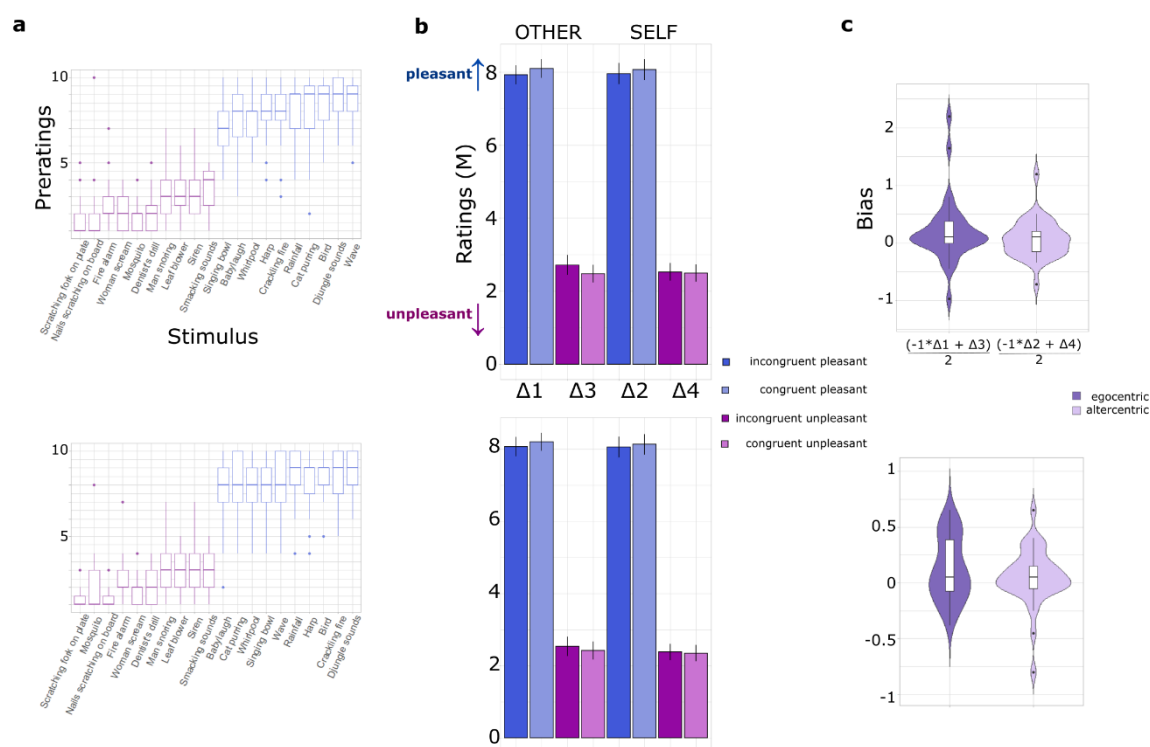 a
10
5
Preratings
Scratching fork on plate
Nails scratching on board
Fire alarm
Woman scream
Mosquito
Dentist's drill
Man snoring
Leaf blower
Siren
Smacking sounds
Singing bowl
Babylaugh
Whirlpool
Harp
Crackling fire
Rainfall
Cat purring
Bird
Djungle sounds
Wave
Stimulus
10
5
Scratching fork on plate
Mosquito
Nails scratching on board
Fire alarm
Woman scream
Dentist's drill
Man snoring
Leaf blower
Siren
Smacking sounds
Babylaugh
Cat purring
Whirlpool
Singing bowl
Wave
Rainfall
Harp
Bird
Crackling fire
Djungle sounds
b
OTHER SELF
pleasant
unpleasant
Ratings (M)
8
6
4
2
0
Δ1 Δ3 Δ2 Δ4
incongruent pleasant
congruent pleasant
incongruent unpleasant
congruent unpleasant
8
6
4
2
0
c
Bias
2
1
0
-1
(-1*Δ1 + Δ3) (-1*Δ2 + Δ4)
2 2
egocentric
altercentric
1
0.5
0
-0.5
-1